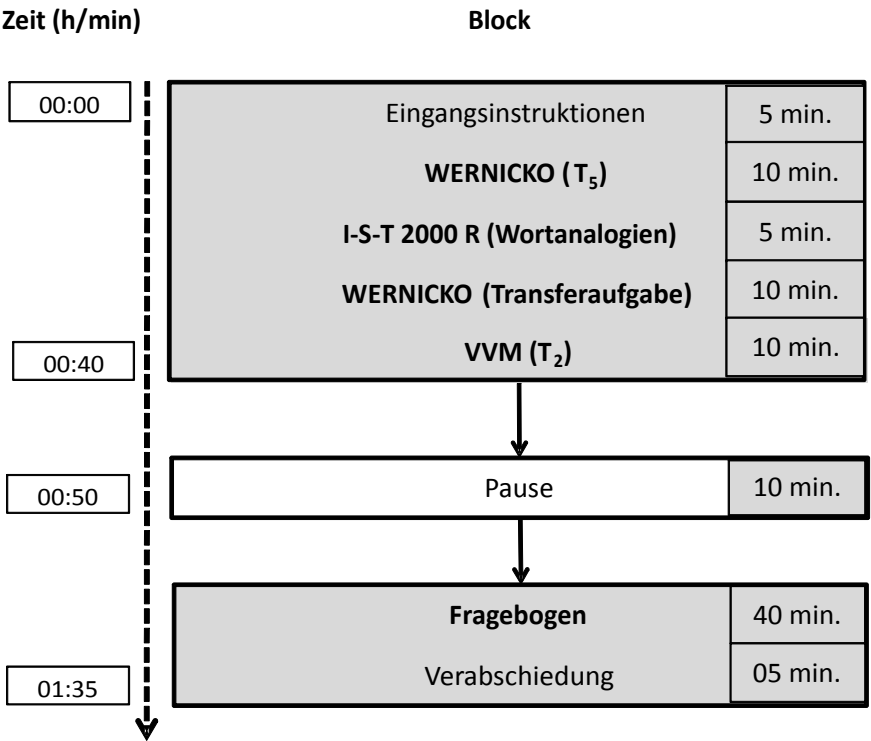 Zeit (h/min) Block
00:00 Eingangsinstruktionen 5 min.
WERNICKO ( T₅) 10 min.
I-S-T 2000 R (Wortanalogien) 5 min.
WERNICKO (Transferaufgabe) 10 min.
00:40 VVM (T₂) 10 min.
00:50 Pause 10 min.
Fragebogen 40 min.
01:35 Verabschiedung 05 min.